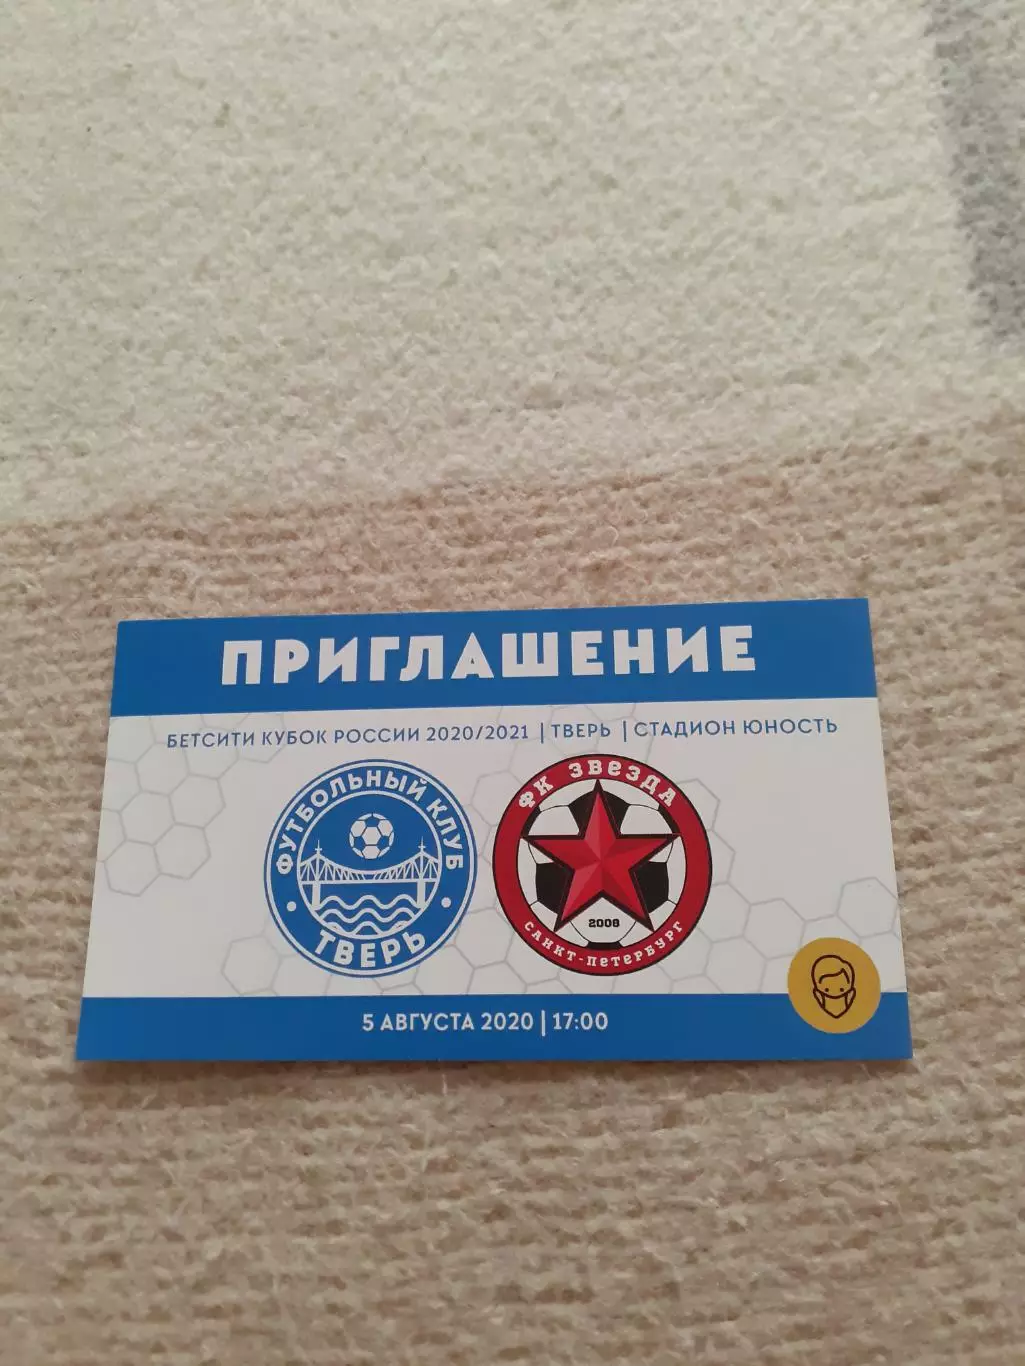 ПРИГЛАШЕНИЕ
БЕТСИТИ КУБОК РОССИИ 2020/2021 | ТВЕРЬ | СТАДИОН ЮНОСТЬ
ФУТБОЛЬНЫЙ КЛУБ
ТВЕРЬ
ФК ЗВЕЗДА
2008
САНКТ-ПЕТЕРБУРГ
5 АВГУСТА 2020 | 17:00